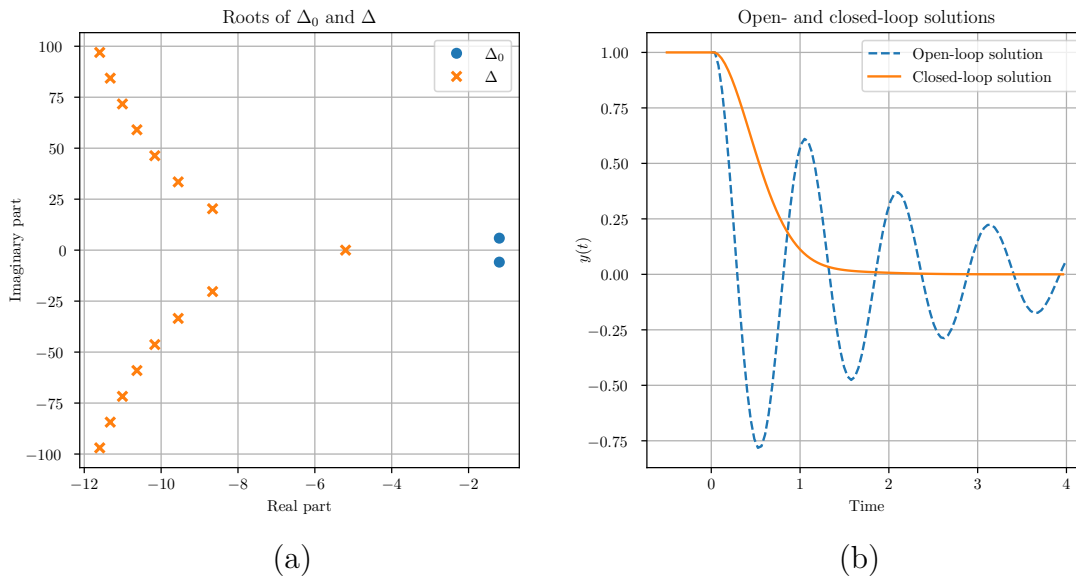 Roots of Δ₀ and Δ
Imaginary part
100
75
50
25
0
−25
−50
−75
−100
−12
−10
−8
−6
−4
−2
Real part
Δ₀
Δ
(a)
Open- and closed-loop solutions
y(t)
1.00
0.75
0.50
0.25
0.00
−0.25
−0.50
−0.75
0
1
2
3
4
Time
Open-loop solution
Closed-loop solution
(b)